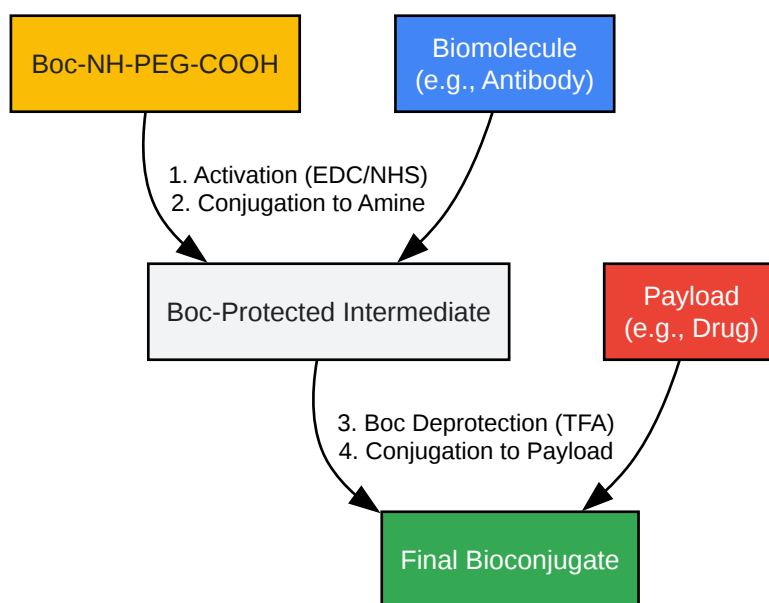 Boc-NH-PEG-COOH
Biomolecule
(e.g., Antibody)
1. Activation (EDC/NHS)
2. Conjugation to Amine
Boc-Protected Intermediate
Payload
(e.g., Drug)
3. Boc Deprotection (TFA)
4. Conjugation to Payload
Final Bioconjugate